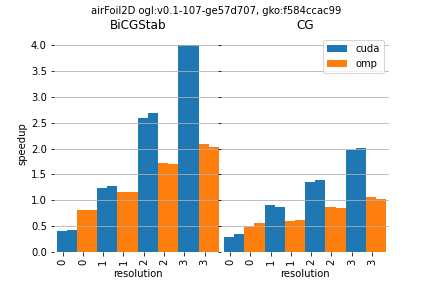 airFoil2D ogl:v0.1-107-ge57d707, gko:f584ccac99
BiCGStab CG
cuda
omp
speedup
4.0
3.5
3.0
2.5
2.0
1.5
1.0
0.5
0.0
0 0 1 1 2 2 3 3 0 0 1 1 2 2 3 3
resolution resolution